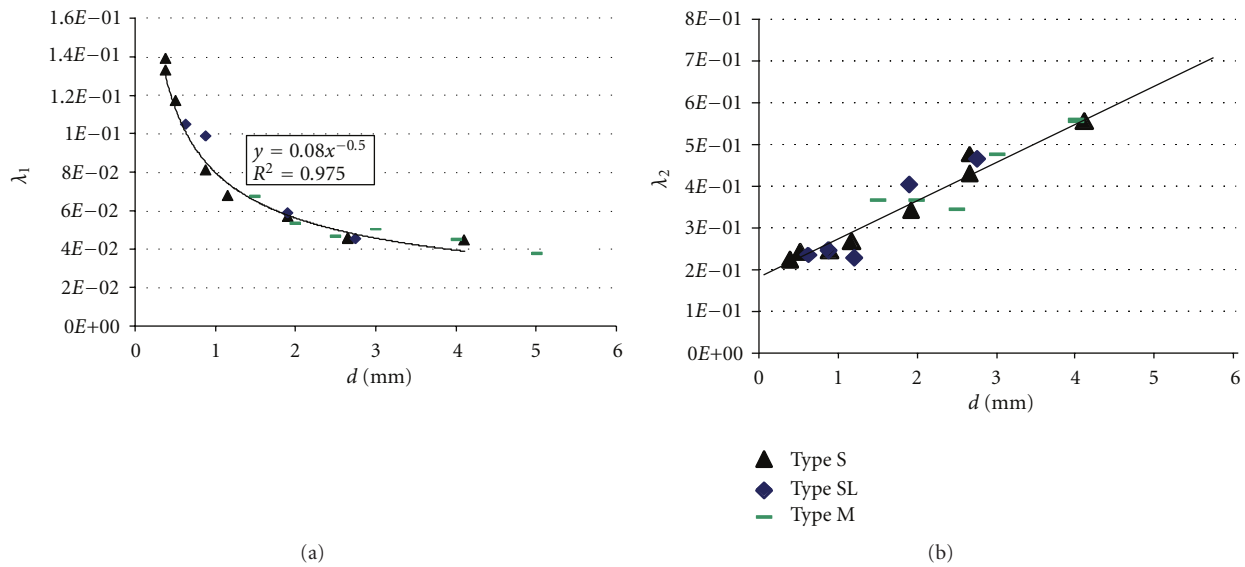 1.6E−01
1.4E−01
1.2E−01
1E−01
8E−02
6E−02
4E−02
2E−02
0E+00
λ₁
y = 0.08x⁻⁰·⁵
R² = 0.975
0 1 2 3 4 5 6
d (mm)
(a)
8E−01
7E−01
6E−01
5E−01
4E−01
3E−01
2E−01
1E−01
0E+00
λ₂
0 1 2 3 4 5 6
d (mm)
Type S
Type SL
Type M
(b)